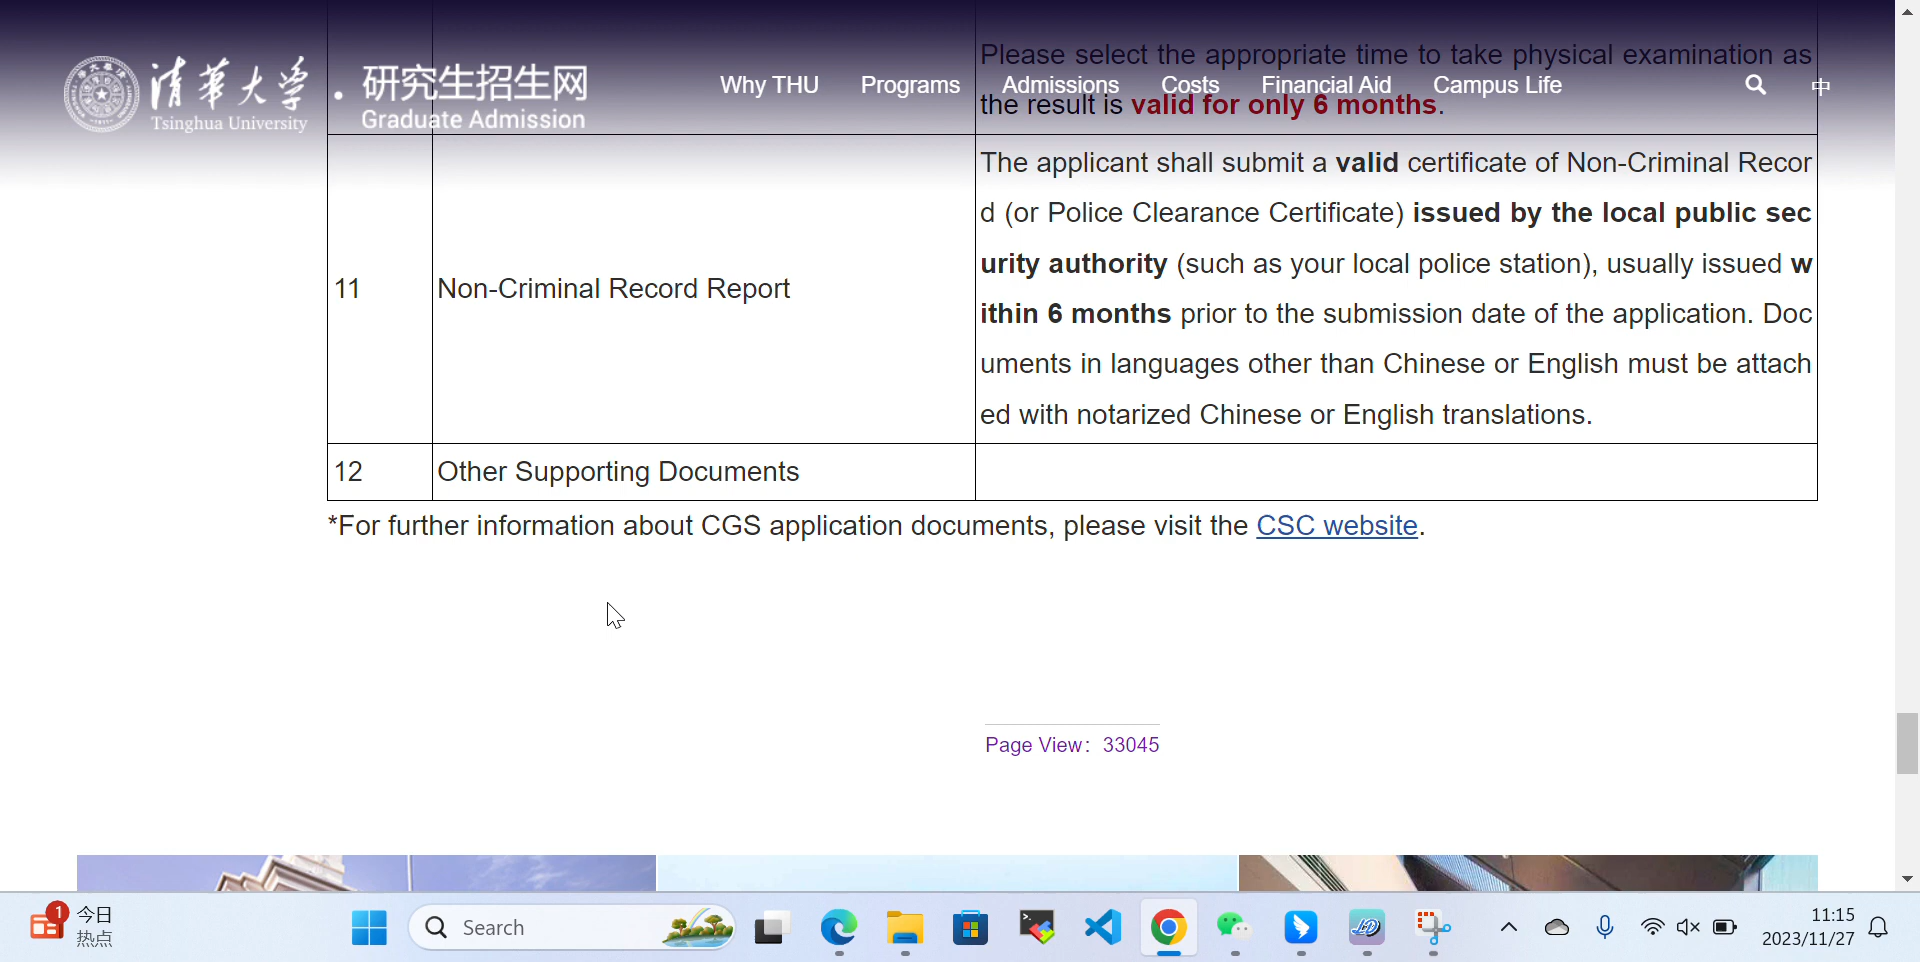 Please select the appropriate time to take physical examination as
清华大学
Tsinghua University
· 研究生招生网
Graduate Admission
Why THU Programs Admissions Costs Financial Aid Campus Life 中
the result is valid for only 6 months.
The applicant shall submit a valid certificate of Non-Criminal Recor
d (or Police Clearance Certificate) issued by the local public sec
urity authority (such as your local police station), usually issued w
11 Non-Criminal Record Report
ithin 6 months prior to the submission date of the application. Doc
uments in languages other than Chinese or English must be attach
ed with notarized Chinese or English translations.
12 Other Supporting Documents
*For further information about CGS application documents, please visit the CSC website.
Page View：33045
1
今日
热点
Search
11:15
2023/11/27